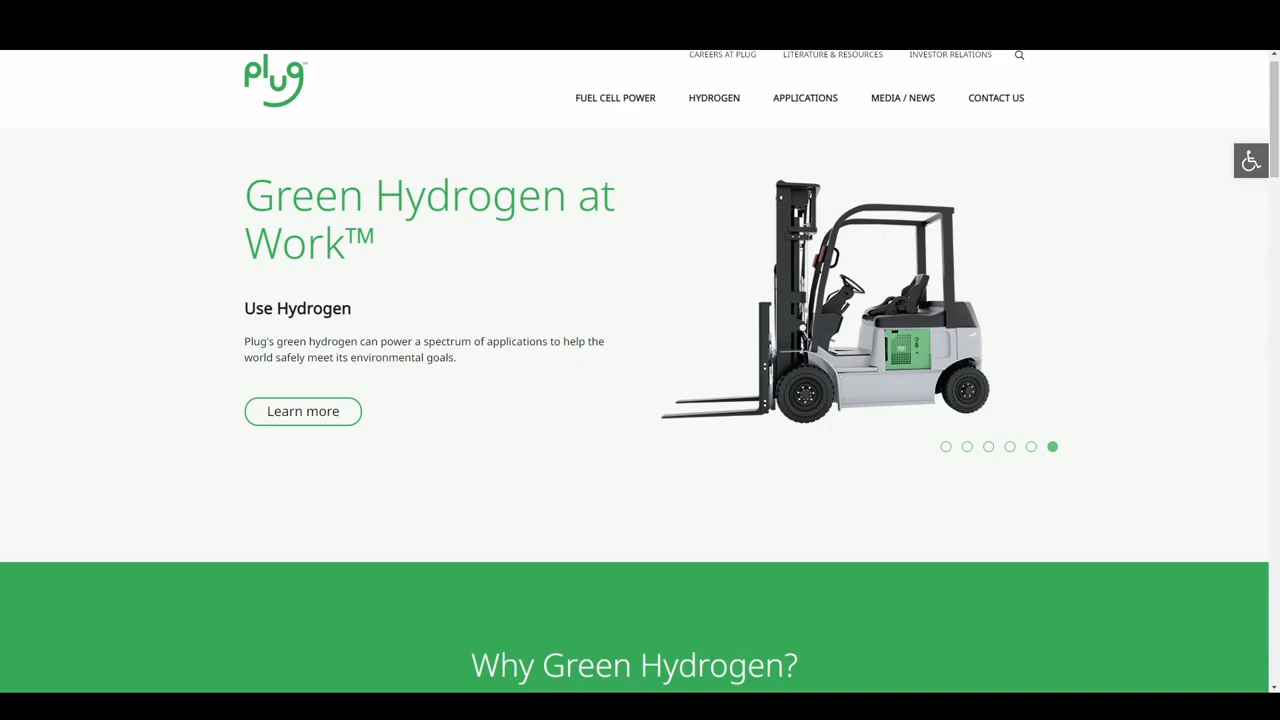 plug™
CAREERS AT PLUG LITERATURE & RESOURCES INVESTOR RELATIONS
FUEL CELL POWER HYDROGEN APPLICATIONS MEDIA / NEWS CONTACT US
Green Hydrogen at
Work™
Use Hydrogen
Plug's green hydrogen can power a spectrum of applications to help the
world safely meet its environmental goals.
Learn more
Why Green Hydrogen?